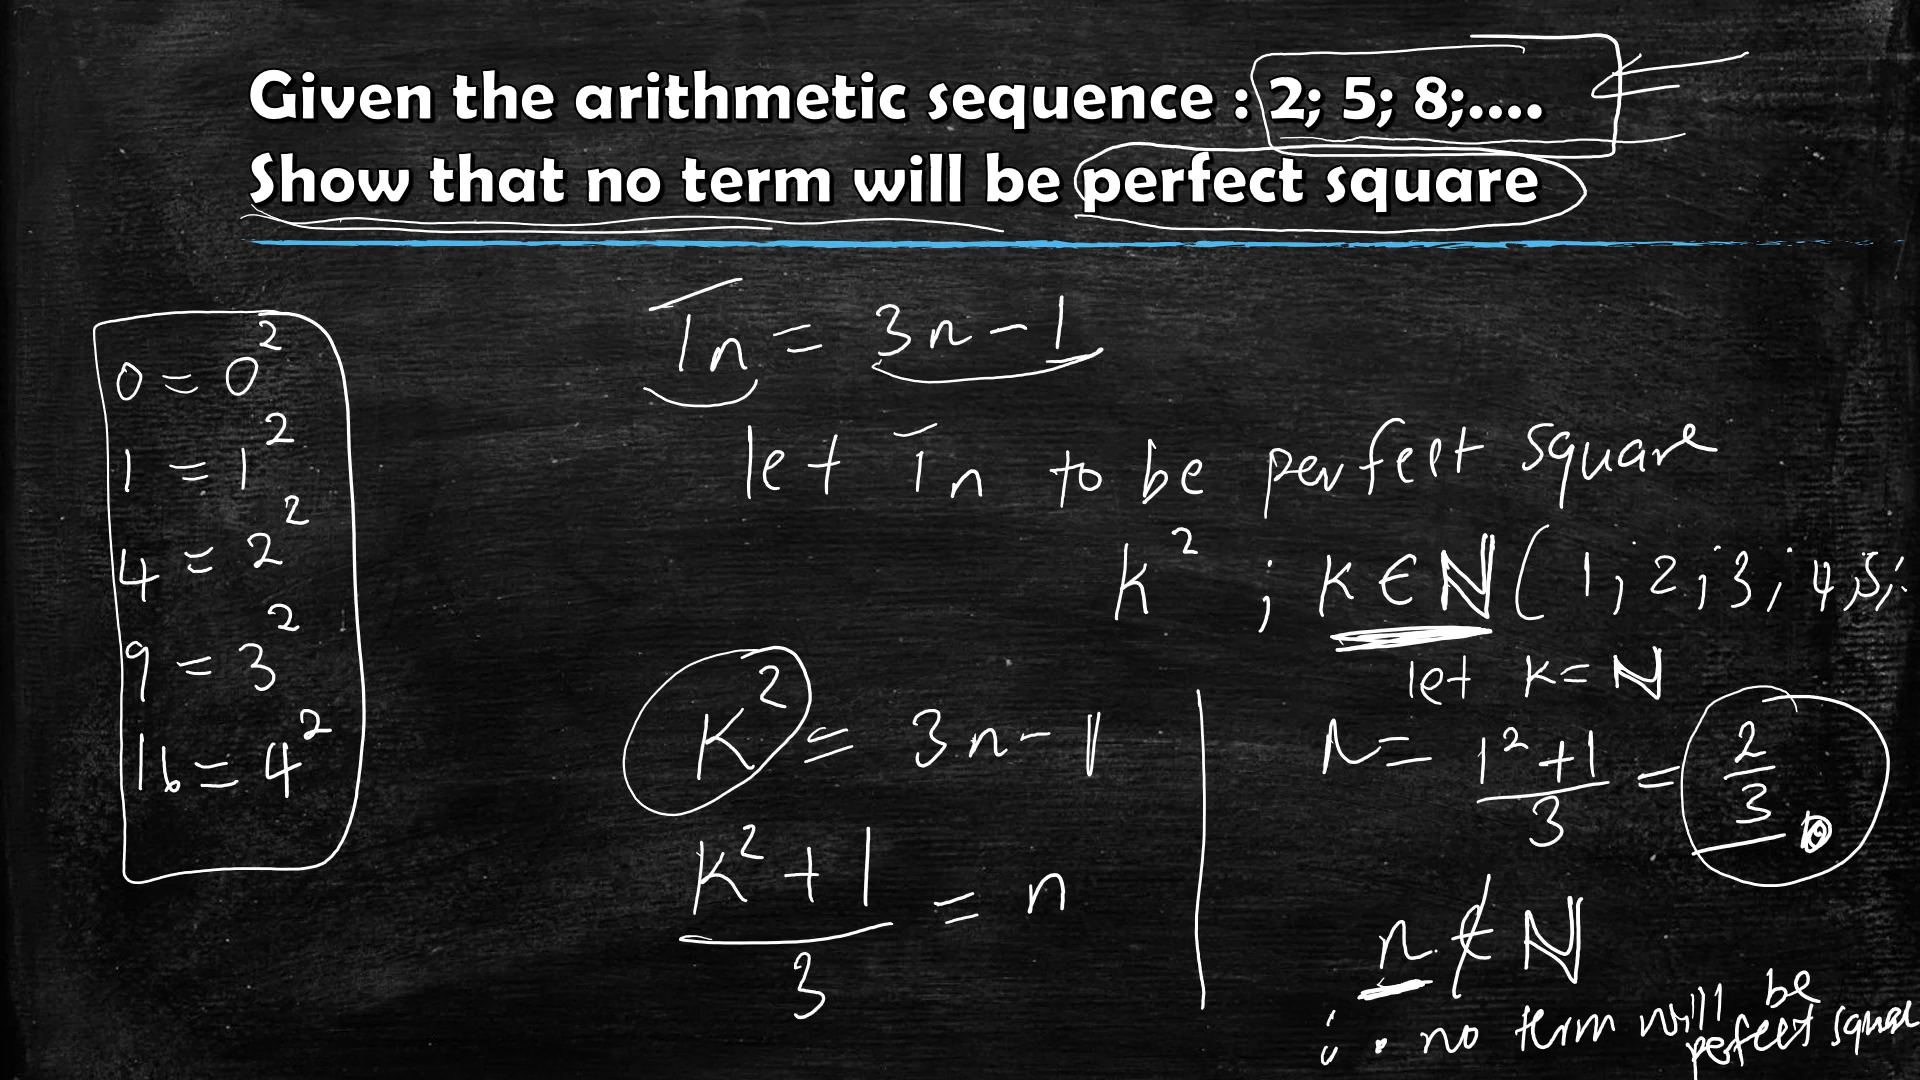 Given the arithmetic sequence : 2; 5; 8;....
Show that no term will be perfect square
0 = 0²
1 = 1²
4 = 2²
9 = 3²
16 = 4²
Tn = 3n - 1
let Tn to be perfect square
K² ; K ∈ ℕ ( 1; 2; 3; 4; 5;
let K = ℕ
K² = 3n - 1
K² + 1 / 3 = n
n = 1² + 1 / 3 = 2/3
n ∉ ℕ
∴ no term will be
perfect square